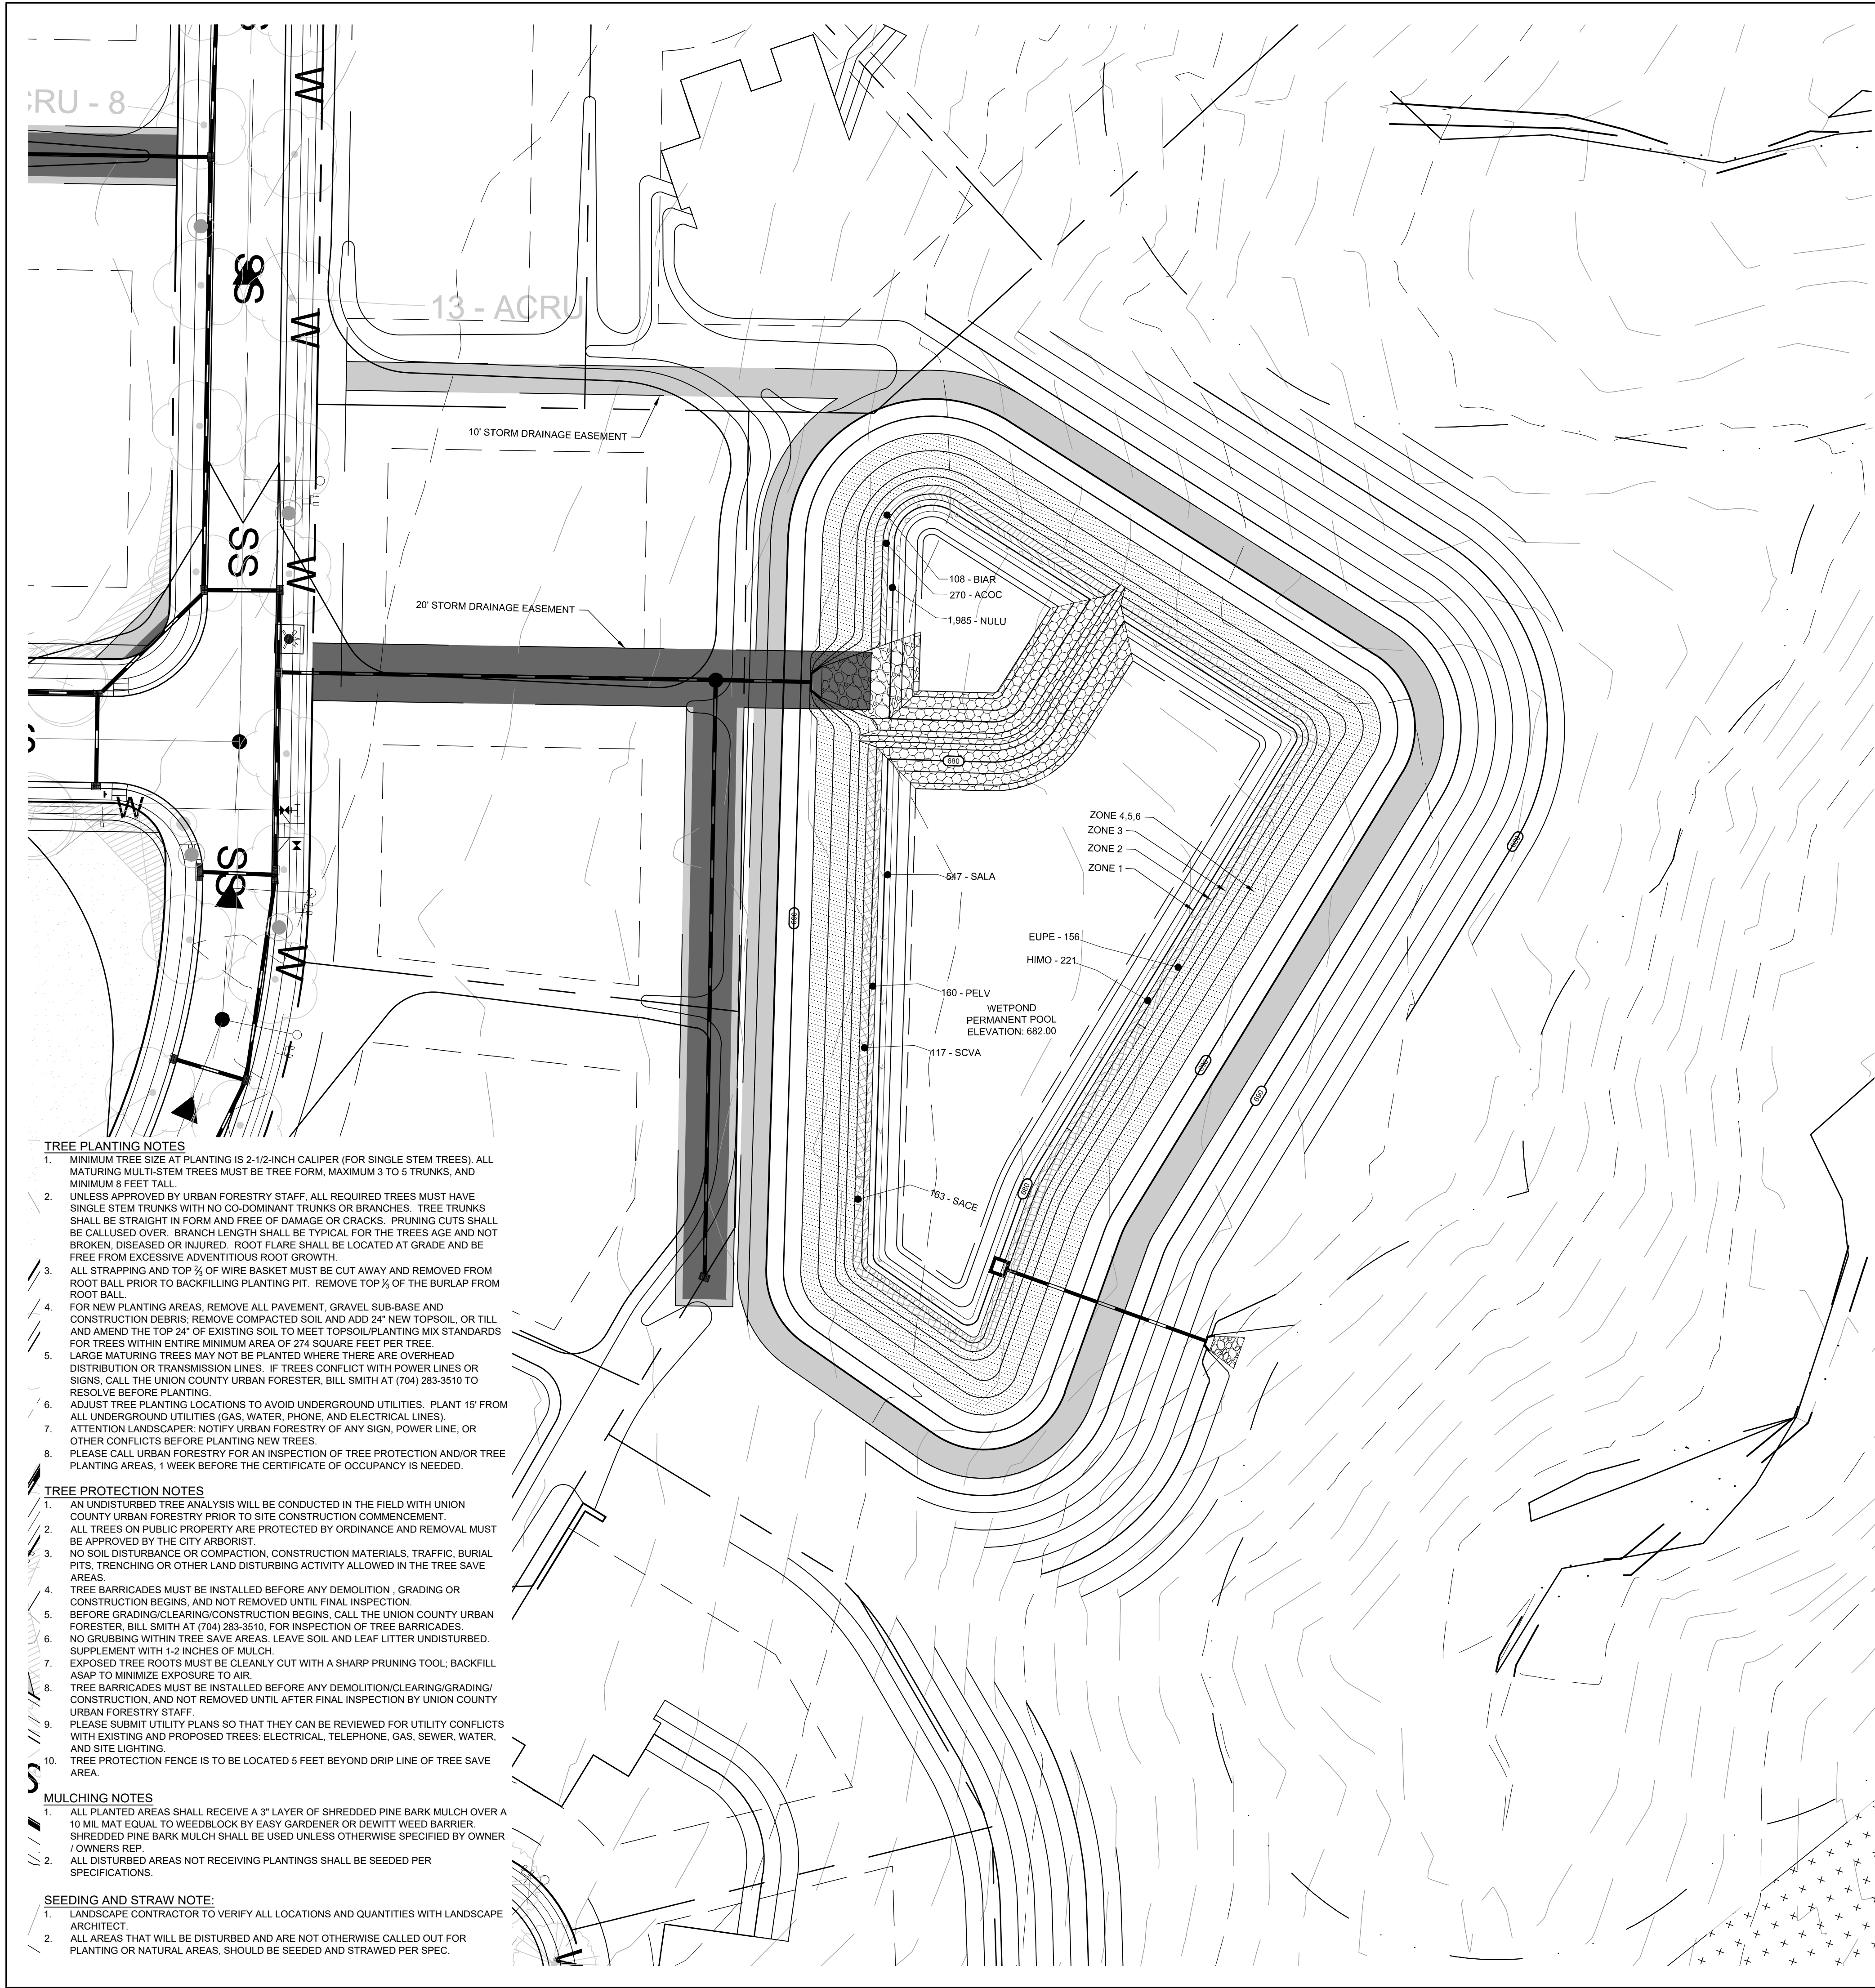 CRU - 8
W
SS
13 - ACRU
W
10' STORM DRAINAGE EASEMENT
SS
W
20' STORM DRAINAGE EASEMENT
108 - BIAR
270 - ACOC
1,985 - NULU
680
W
SS
W
ZONE 4,5,6
ZONE 3
ZONE 2
ZONE 1
547 - SALA
690
EUPE - 156
HIMO - 221
160 - PELV
WETPOND
PERMANENT POOL
ELEVATION: 682.00
117 - SCVA
690
163 - SACE
680
TREE PLANTING NOTES
1. MINIMUM TREE SIZE AT PLANTING IS 2-1/2-INCH CALIPER (FOR SINGLE STEM TREES). ALL
MATURING MULTI-STEM TREES MUST BE TREE FORM, MAXIMUM 3 TO 5 TRUNKS, AND
MINIMUM 8 FEET TALL.
2. UNLESS APPROVED BY URBAN FORESTRY STAFF, ALL REQUIRED TREES MUST HAVE
SINGLE STEM TRUNKS WITH NO CO-DOMINANT TRUNKS OR BRANCHES. TREE TRUNKS
SHALL BE STRAIGHT IN FORM AND FREE OF DAMAGE OR CRACKS. PRUNING CUTS SHALL
BE CALLUSED OVER. BRANCH LENGTH SHALL BE TYPICAL FOR THE TREES AGE AND NOT
BROKEN, DISEASED OR INJURED. ROOT FLARE SHALL BE LOCATED AT GRADE AND BE
FREE FROM EXCESSIVE ADVENTITIOUS ROOT GROWTH.
3. ALL STRAPPING AND TOP ⅔ OF WIRE BASKET MUST BE CUT AWAY AND REMOVED FROM
ROOT BALL PRIOR TO BACKFILLING PLANTING PIT. REMOVE TOP ⅓ OF THE BURLAP FROM
ROOT BALL.
4. FOR NEW PLANTING AREAS, REMOVE ALL PAVEMENT, GRAVEL SUB-BASE AND
CONSTRUCTION DEBRIS; REMOVE COMPACTED SOIL AND ADD 24" NEW TOPSOIL, OR TILL
AND AMEND THE TOP 24" OF EXISTING SOIL TO MEET TOPSOIL/PLANTING MIX STANDARDS
FOR TREES WITHIN ENTIRE MINIMUM AREA OF 274 SQUARE FEET PER TREE.
5. LARGE MATURING TREES MAY NOT BE PLANTED WHERE THERE ARE OVERHEAD
DISTRIBUTION OR TRANSMISSION LINES. IF TREES CONFLICT WITH POWER LINES OR
SIGNS, CALL THE UNION COUNTY URBAN FORESTER, BILL SMITH AT (704) 283-3510 TO
RESOLVE BEFORE PLANTING.
6. ADJUST TREE PLANTING LOCATIONS TO AVOID UNDERGROUND UTILITIES. PLANT 15' FROM
ALL UNDERGROUND UTILITIES (GAS, WATER, PHONE, AND ELECTRICAL LINES).
7. ATTENTION LANDSCAPER: NOTIFY URBAN FORESTRY OF ANY SIGN, POWER LINE, OR
OTHER CONFLICTS BEFORE PLANTING NEW TREES.
8. PLEASE CALL URBAN FORESTRY FOR AN INSPECTION OF TREE PROTECTION AND/OR TREE
PLANTING AREAS, 1 WEEK BEFORE THE CERTIFICATE OF OCCUPANCY IS NEEDED.
TREE PROTECTION NOTES
1. AN UNDISTURBED TREE ANALYSIS WILL BE CONDUCTED IN THE FIELD WITH UNION
COUNTY URBAN FORESTRY PRIOR TO SITE CONSTRUCTION COMMENCEMENT.
2. ALL TREES ON PUBLIC PROPERTY ARE PROTECTED BY ORDINANCE AND REMOVAL MUST
BE APPROVED BY THE CITY ARBORIST.
3. NO SOIL DISTURBANCE OR COMPACTION, CONSTRUCTION MATERIALS, TRAFFIC, BURIAL
PITS, TRENCHING OR OTHER LAND DISTURBING ACTIVITY ALLOWED IN THE TREE SAVE
AREAS.
4. TREE BARRICADES MUST BE INSTALLED BEFORE ANY DEMOLITION , GRADING OR
CONSTRUCTION BEGINS, AND NOT REMOVED UNTIL FINAL INSPECTION.
5. BEFORE GRADING/CLEARING/CONSTRUCTION BEGINS, CALL THE UNION COUNTY URBAN
FORESTER, BILL SMITH AT (704) 283-3510, FOR INSPECTION OF TREE BARRICADES.
6. NO GRUBBING WITHIN TREE SAVE AREAS. LEAVE SOIL AND LEAF LITTER UNDISTURBED.
SUPPLEMENT WITH 1-2 INCHES OF MULCH.
7. EXPOSED TREE ROOTS MUST BE CLEANLY CUT WITH A SHARP PRUNING TOOL; BACKFILL
ASAP TO MINIMIZE EXPOSURE TO AIR.
8. TREE BARRICADES MUST BE INSTALLED BEFORE ANY DEMOLITION/CLEARING/GRADING/
CONSTRUCTION, AND NOT REMOVED UNTIL AFTER FINAL INSPECTION BY UNION COUNTY
URBAN FORESTRY STAFF.
9. PLEASE SUBMIT UTILITY PLANS SO THAT THEY CAN BE REVIEWED FOR UTILITY CONFLICTS
WITH EXISTING AND PROPOSED TREES: ELECTRICAL, TELEPHONE, GAS, SEWER, WATER,
AND SITE LIGHTING.
10. TREE PROTECTION FENCE IS TO BE LOCATED 5 FEET BEYOND DRIP LINE OF TREE SAVE
AREA.
MULCHING NOTES
1. ALL PLANTED AREAS SHALL RECEIVE A 3" LAYER OF SHREDDED PINE BARK MULCH OVER A
10 MIL MAT EQUAL TO WEEDBLOCK BY EASY GARDENER OR DEWITT WEED BARRIER.
SHREDDED PINE BARK MULCH SHALL BE USED UNLESS OTHERWISE SPECIFIED BY OWNER
/ OWNERS REP.
2. ALL DISTURBED AREAS NOT RECEIVING PLANTINGS SHALL BE SEEDED PER
SPECIFICATIONS.
SEEDING AND STRAW NOTE:
1. LANDSCAPE CONTRACTOR TO VERIFY ALL LOCATIONS AND QUANTITIES WITH LANDSCAPE
ARCHITECT.
2. ALL AREAS THAT WILL BE DISTURBED AND ARE NOT OTHERWISE CALLED OUT FOR
PLANTING OR NATURAL AREAS, SHOULD BE SEEDED AND STRAWED PER SPEC.